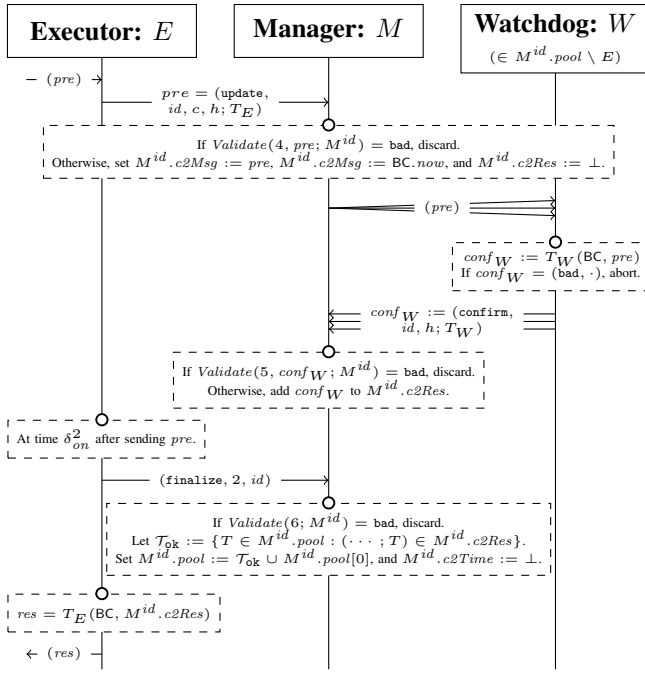 Executor: E
Manager: M
Watchdog: W
(∈ M^{id}.pool \ E)
(pre)
pre = (update,
id, c, h; T_E)
If Validate(4, pre; M^{id}) = bad, discard.
Otherwise, set M^{id}.c2Msg := pre, M^{id}.c2Msg := BC.now, and M^{id}.c2Res := ⊥.
(pre)
conf_W := T_W(BC, pre)
If conf_W = (bad, ·), abort.
conf_W := (confirm,
id, h; T_W)
If Validate(5, conf_W; M^{id}) = bad, discard.
Otherwise, add conf_W to M^{id}.c2Res.
At time δ^2_{on} after sending pre.
(finalize, 2, id)
If Validate(6; M^{id}) = bad, discard.
Let 𝒯_ok := {T ∈ M^{id}.pool : (··· ; T) ∈ M^{id}.c2Res}.
Set M^{id}.pool := 𝒯_ok ∪ M^{id}.pool[0], and M^{id}.c2Time := ⊥.
res = T_E(BC, M^{id}.c2Res)
(res)